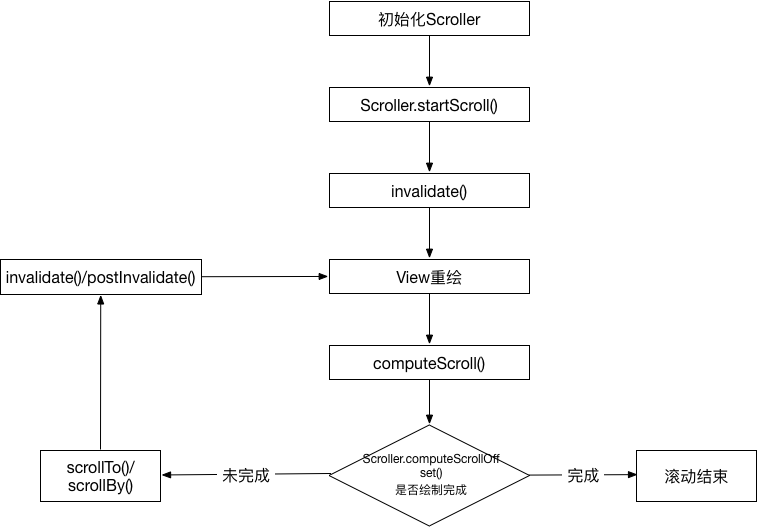 初始化Scroller
Scroller.startScroll()
invalidate()
invalidate()/postInvalidate()
View重绘
computeScroll()
Scroller.computeScrollOff
set()
是否绘制完成
未完成
完成
scrollTo()/
scrollBy()
滚动结束